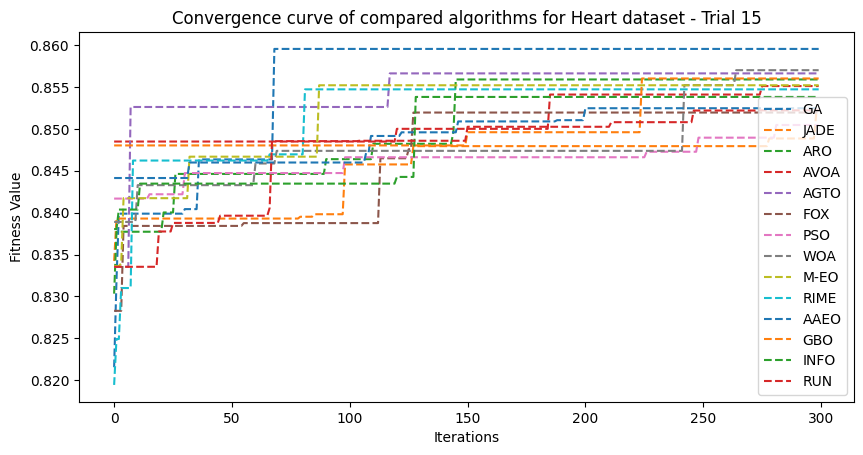 Convergence curve of compared algorithms for Heart dataset - Trial 15
Fitness Value
0.860
0.855
0.850
0.845
0.840
0.835
0.830
0.825
0.820
GA
JADE
ARO
AVOA
AGTO
FOX
PSO
WOA
M-EO
RIME
AAEO
GBO
INFO
RUN
0
50
100
150
200
250
300
Iterations